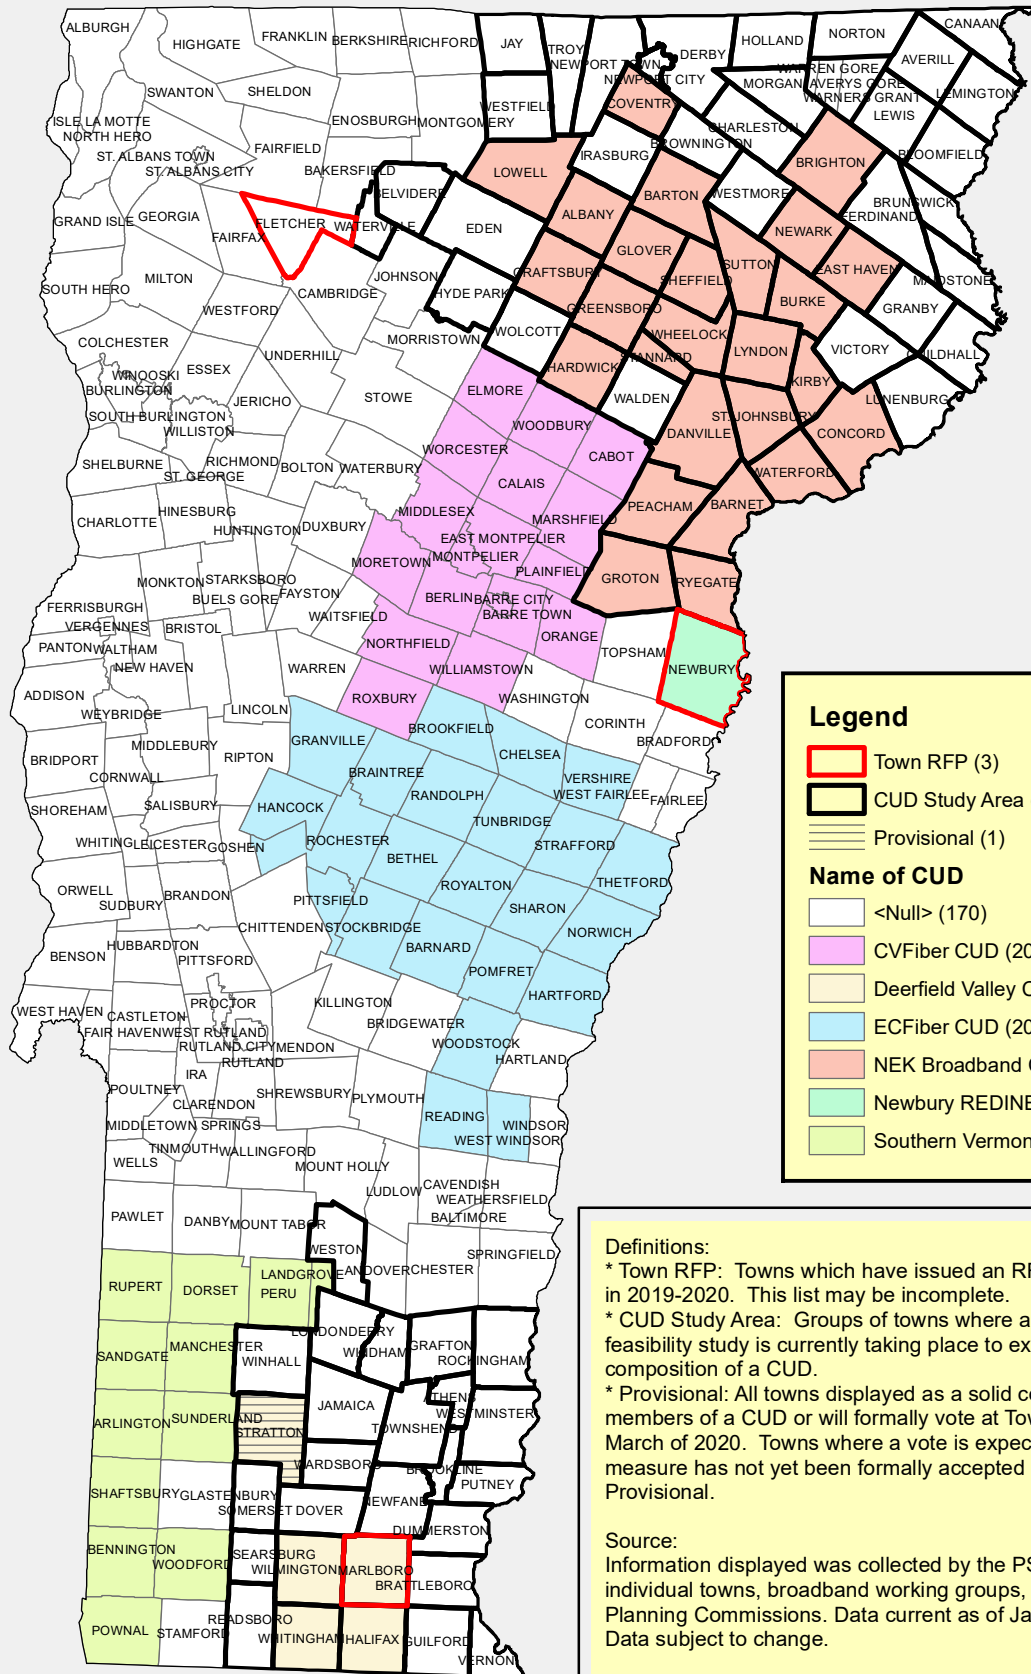 ALBURGH
HIGHGATE
FRANKLIN
BERKSHIRE
RICHFORD
JAY
TROY
NEWPORT TOWN
NEWPORT CITY
DERBY
HOLLAND
NORTON
CANAAN
WARREN GORE
AVERILL
MORGAN
AVERYS GORE
WARNERS GRANT
LEMINGTON
LEWIS
SWANTON
SHELDON
ENOSBURGH
MONTGOMERY
WESTFIELD
COVENTRY
ISLE LA MOTTE
NORTH HERO
CHARLESTON
BROWNINGTON
ST. ALBANS TOWN
ST. ALBANS CITY
FAIRFIELD
BAKERSFIELD
BELVIDERE
LOWELL
IRASBURG
BRIGHTON
BLOOMFIELD
BARTON
WESTMORE
BRUNSWICK
FERDINAND
GRAND ISLE
GEORGIA
FAIRFAX
FLETCHER
WATERVILLE
EDEN
ALBANY
NEWARK
GLOVER
SOUTH HERO
MILTON
JOHNSON
CAMBRIDGE
HYDE PARK
CRAFTSBURY
SHEFFIELD
SUTTON
EAST HAVEN
MAIDSTONE
WESTFORD
GREENSBORO
BURKE
GRANBY
COLCHESTER
MORRISTOWN
WOLCOTT
WHEELOCK
UNDERHILL
STANNARD
LYNDON
VICTORY
GUILDHALL
HARDWICK
WINOOSKI
ESSEX
KIRBY
BURLINGTON
JERICHO
STOWE
ELMORE
WALDEN
LUNENBURG
SOUTH BURLINGTON
WILLISTON
WOODBURY
DANVILLE
ST. JOHNSBURY
CONCORD
SHELBURNE
RICHMOND
ST. GEORGE
BOLTON
WATERBURY
WORCESTER
CABOT
WATERFORD
CALAIS
PEACHAM
BARNET
CHARLOTTE
HINESBURG
HUNTINGTON
DUXBURY
MIDDLESEX
MARSHFIELD
EAST MONTPELIER
MONTPELIER
MORETOWN
PLAINFIELD
GROTON
RYEGATE
MONKTON
STARKSBORO
BUELS GORE
FAYSTON
BERLIN
BARRE CITY
BARRE TOWN
FERRISBURGH
VERGENNES
WAITSFIELD
BRISTOL
ORANGE
PANTON
WALTHAM
NORTHFIELD
TOPSHAM
NEW HAVEN
WARREN
WILLIAMSTOWN
NEWBURY
ADDISON
WEYBRIDGE
LINCOLN
ROXBURY
WASHINGTON
CORINTH
BROOKFIELD
BRADFORD
MIDDLEBURY
GRANVILLE
CHELSEA
BRIDPORT
CORNWALL
RIPTON
BRAINTREE
VERSHIRE
WEST FAIRLEE
FAIRLEE
SHOREHAM
SALISBURY
HANCOCK
RANDOLPH
TUNBRIDGE
WHITING
LEICESTER
GOSHEN
ROCHESTER
STRAFFORD
BETHEL
ORWELL
SUDBURY
BRANDON
PITTSFIELD
ROYALTON
THETFORD
SHARON
CHITTENDEN
STOCKBRIDGE
NORWICH
BENSON
HUBBARDTON
PITTSFORD
BARNARD
POMFRET
HARTFORD
WEST HAVEN
CASTLETON
PROCTOR
KILLINGTON
FAIR HAVEN
WEST RUTLAND
BRIDGEWATER
RUTLAND CITY
MENDON
WOODSTOCK
HARTLAND
RUTLAND
IRA
POULTNEY
CLARENDON
SHREWSBURY
PLYMOUTH
READING
WINDSOR
WEST WINDSOR
MIDDLETOWN SPRINGS
TINMOUTH
WALLINGFORD
WELLS
MOUNT HOLLY
LUDLOW
CAVENDISH
WEATHERSFIELD
BALTIMORE
PAWLET
DANBY
MOUNT TABOR
WESTON
SPRINGFIELD
RUPERT
DORSET
LANDGROVE
PERU
ANDOVER
CHESTER
LONDONDERRY
WINDHAM
GRAFTON
ROCKINGHAM
SANDGATE
MANCHESTER
WINHALL
ATHENS
JAMAICA
WESTMINSTER
ARLINGTON
SUNDERLAND
STRATTON
TOWNSHEND
WARDSBORO
BROOKLINE
PUTNEY
SHAFTSBURY
GLASTENBURY
SOMERSET
DOVER
NEWFANE
DUMMERSTON
BENNINGTON
WOODFORD
SEARSBURG
WILMINGTON
MARLBORO
BRATTLEBORO
POWNAL
STAMFORD
READSBORO
WHITINGHAM
HALIFAX
GUILFORD
VERNON
Legend
Town RFP (3)
CUD Study Area
Provisional (1)
Name of CUD
<Null> (170)
CVFiber CUD (20
Deerfield Valley C
ECFiber CUD (20
NEK Broadband C
Newbury REDINE
Southern Vermon
Definitions:
* Town RFP: Towns which have issued an RF
in 2019-2020. This list may be incomplete.
* CUD Study Area: Groups of towns where a
feasibility study is currently taking place to ex
composition of a CUD.
* Provisional: All towns displayed as a solid co
members of a CUD or will formally vote at Tow
March of 2020. Towns where a vote is expec
measure has not yet been formally accepted
Provisional.
Source:
Information displayed was collected by the PS
individual towns, broadband working groups,
Planning Commissions. Data current as of Ja
Data subject to change.